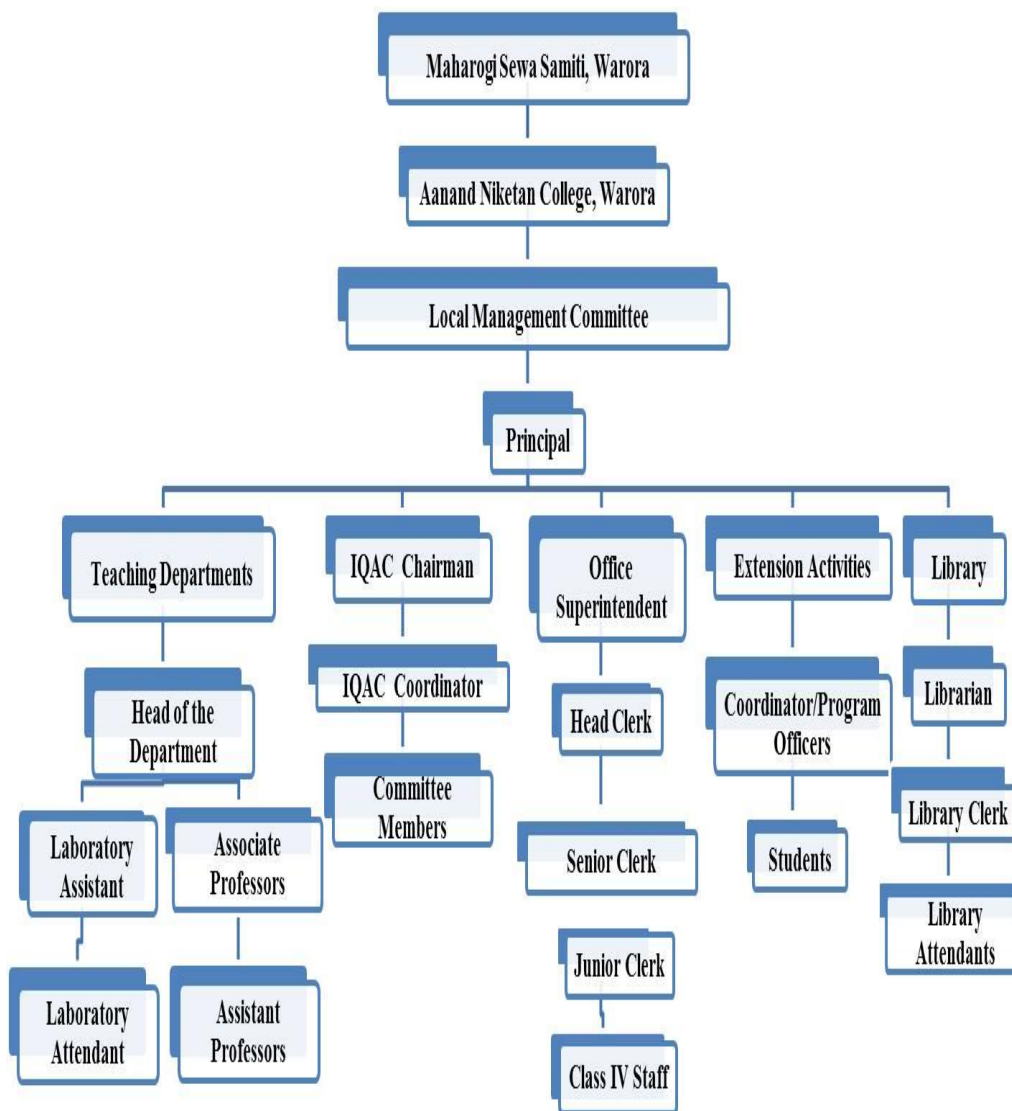 Maharogi Sewa Samiti, Warora
Aanand Niketan College, Warora
Local Management Committee
Principal
Teaching Departments
IQAC Chairman
Office
Superintendent
Extension Activities
Library
Head of the
Department
IQAC Coordinator
Head Clerk
Coordinator/Program
Officers
Librarian
Laboratory
Assistant
Associate
Professors
Committee
Members
Senior Clerk
Students
Library Clerk
Laboratory
Attendant
Assistant
Professors
Junior Clerk
Library
Attendants
Class IV Staff